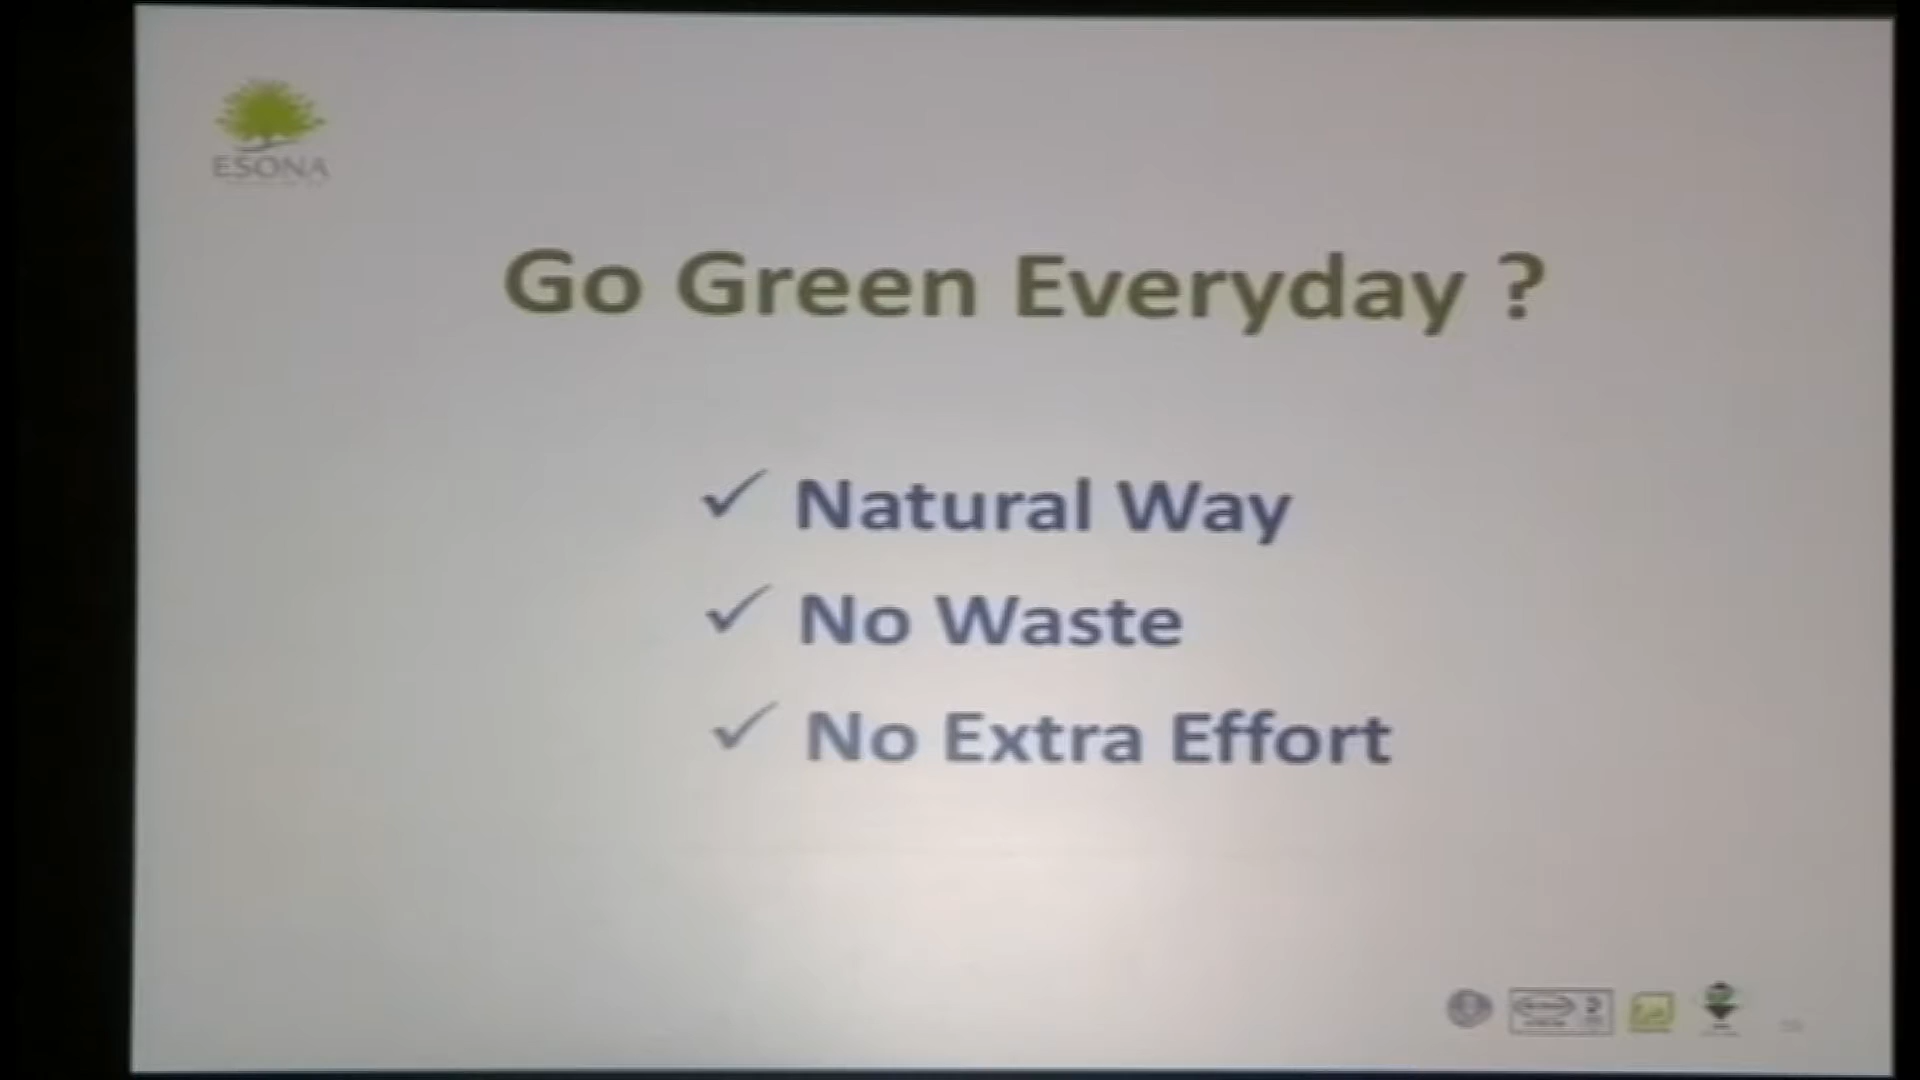 ESONA
Go Green Everyday ?
✓ Natural Way
✓ No Waste
✓ No Extra Effort